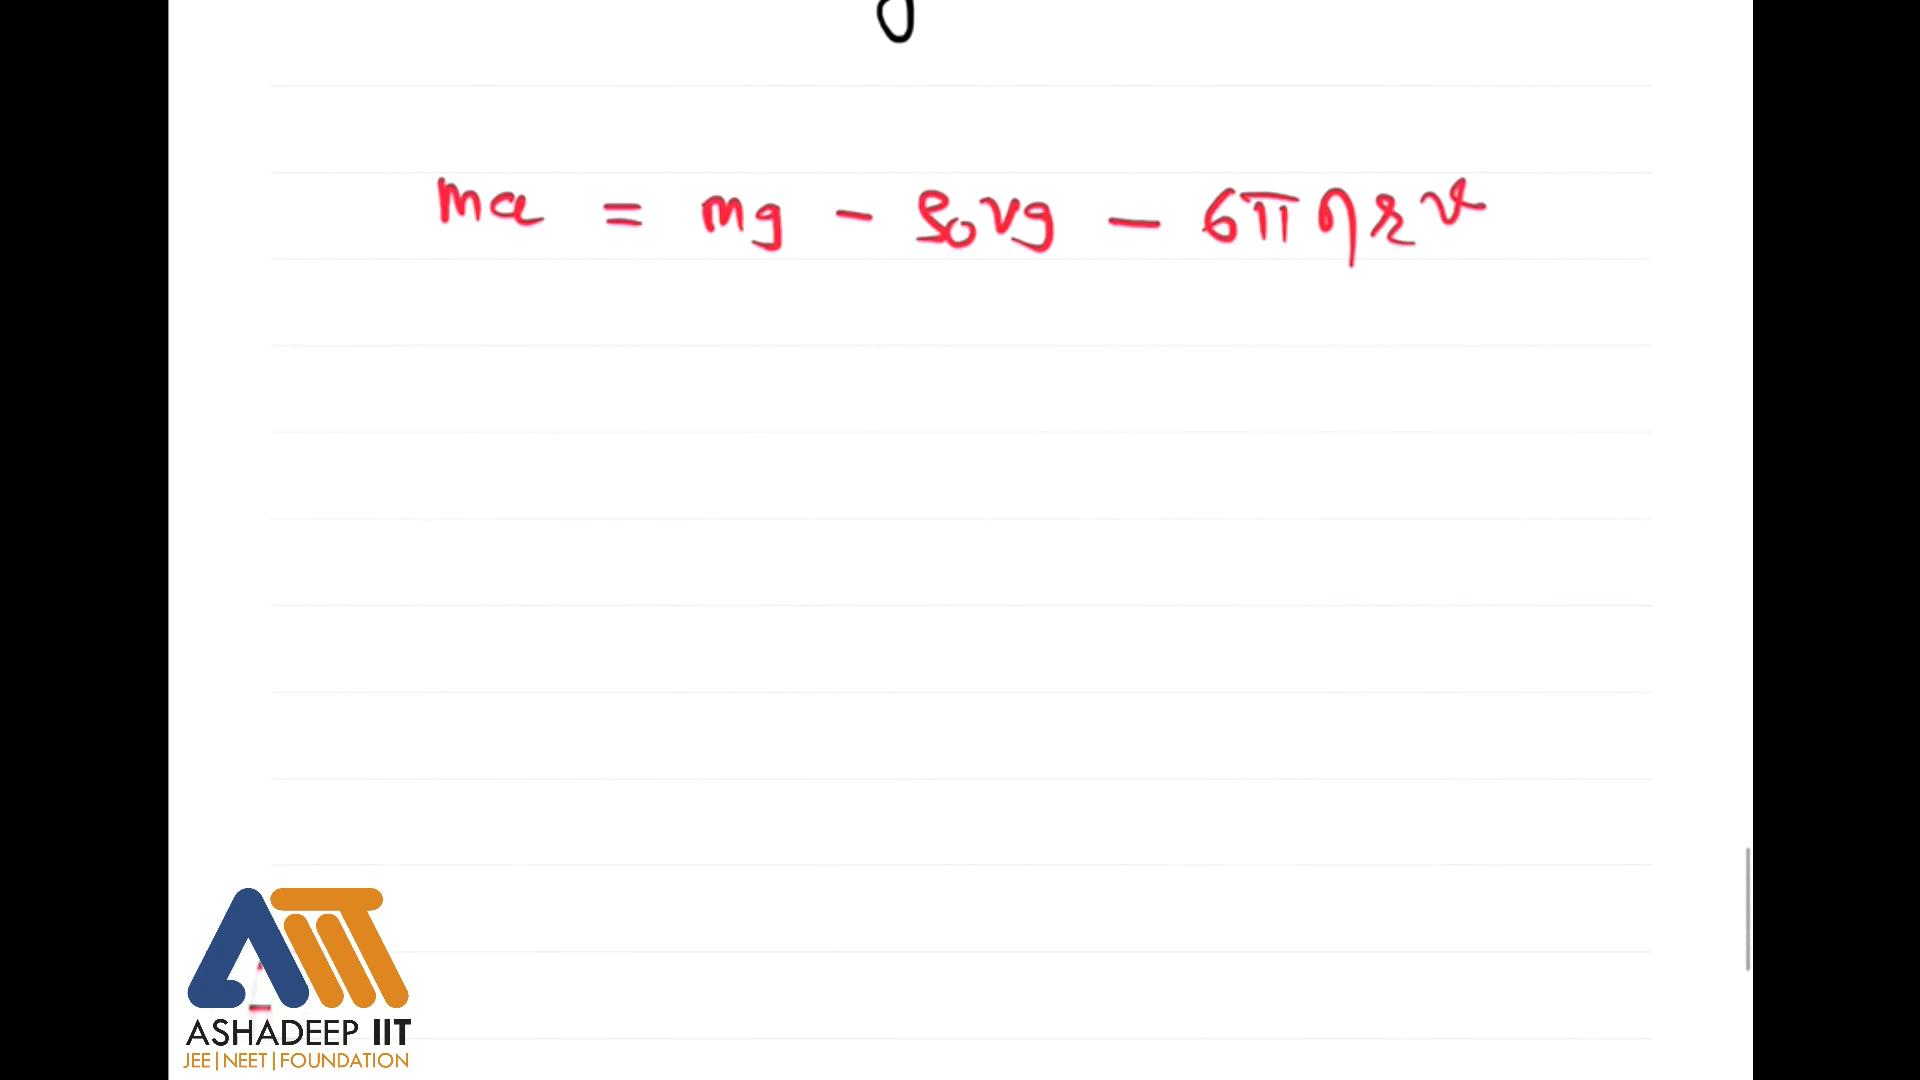 ma = mg - ρ₀vg - 6πηrv
ASHADEEP IIT
JEE|NEET|FOUNDATION